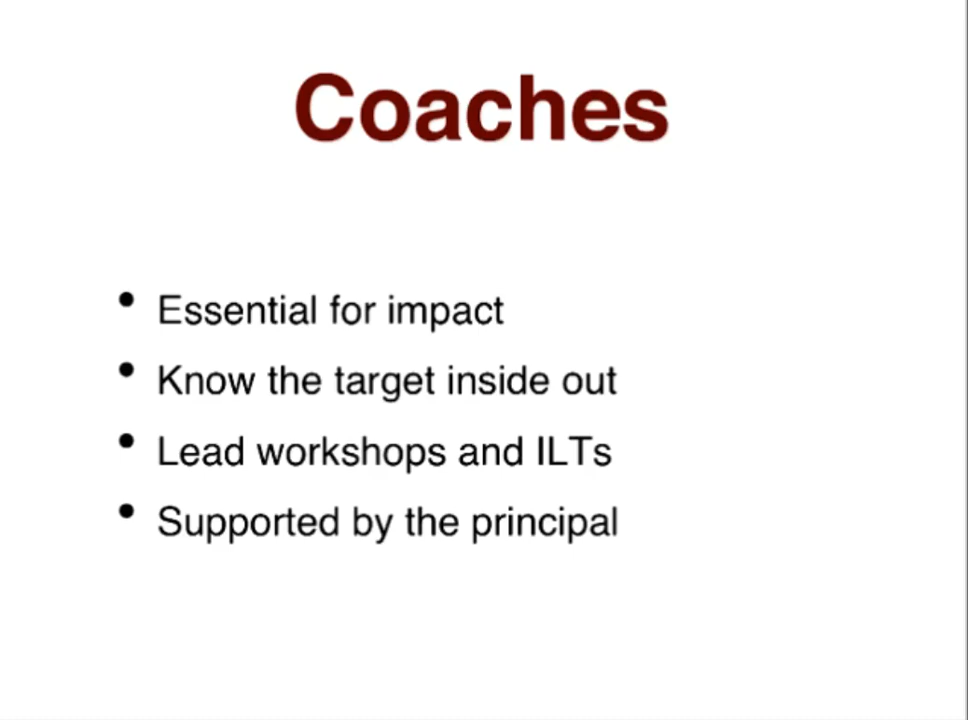 Coaches
• Essential for impact
• Know the target inside out
• Lead workshops and ILTs
• Supported by the principal